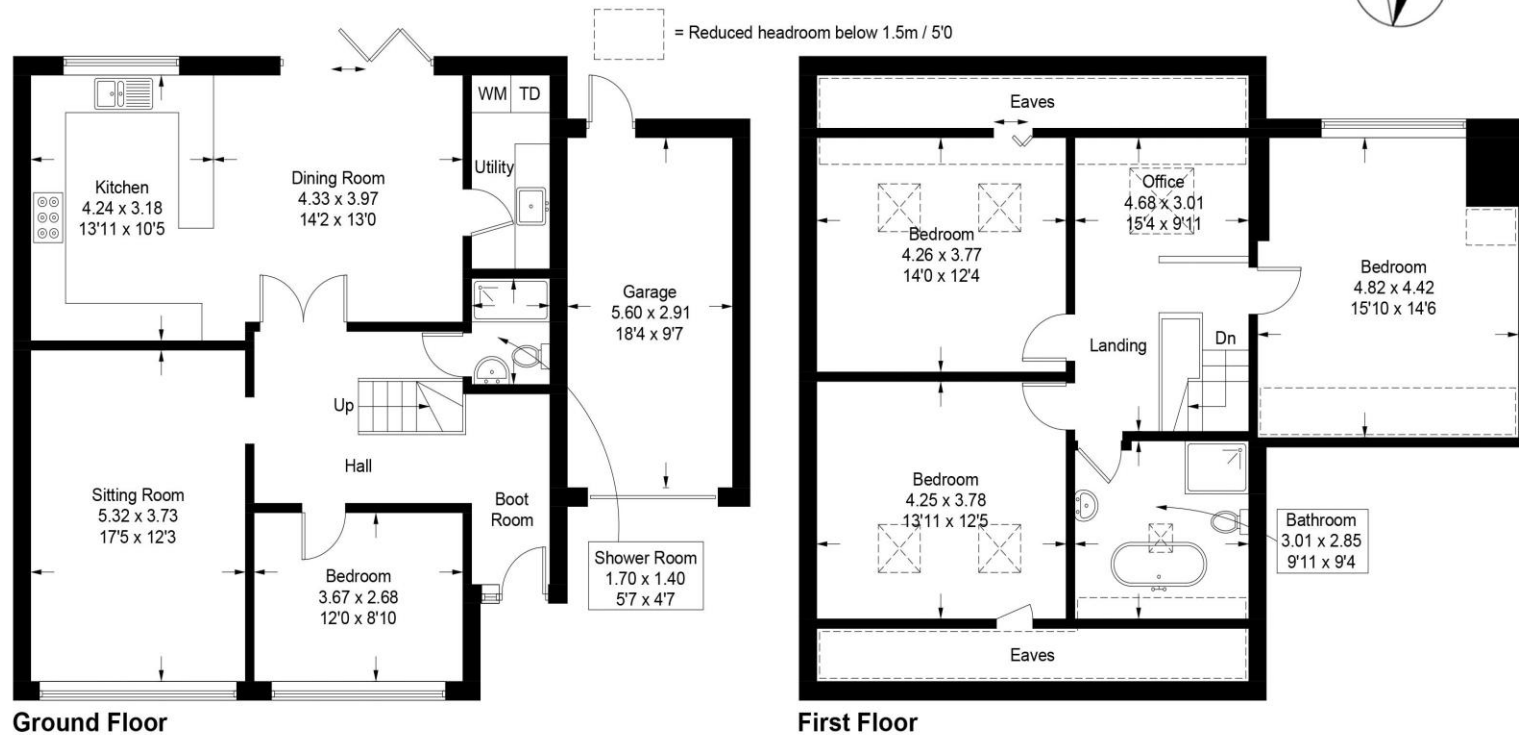 = Reduced headroom below 1.5m / 5'0
WM TD
Utility
Kitchen
4.24 x 3.18
13'11 x 10'5
Dining Room
4.33 x 3.97
14'2 x 13'0
Garage
5.60 x 2.91
18'4 x 9'7
Up
Hall
Sitting Room
5.32 x 3.73
17'5 x 12'3
Boot
Room
Bedroom
3.67 x 2.68
12'0 x 8'10
Shower Room
1.70 x 1.40
5'7 x 4'7
Ground Floor
Eaves
Office
4.68 x 3.01
15'4 x 9'11
Bedroom
4.26 x 3.77
14'0 x 12'4
Bedroom
4.82 x 4.42
15'10 x 14'6
Landing
Dn
Bedroom
4.25 x 3.78
13'11 x 12'5
Bathroom
3.01 x 2.85
9'11 x 9'4
Eaves
First Floor